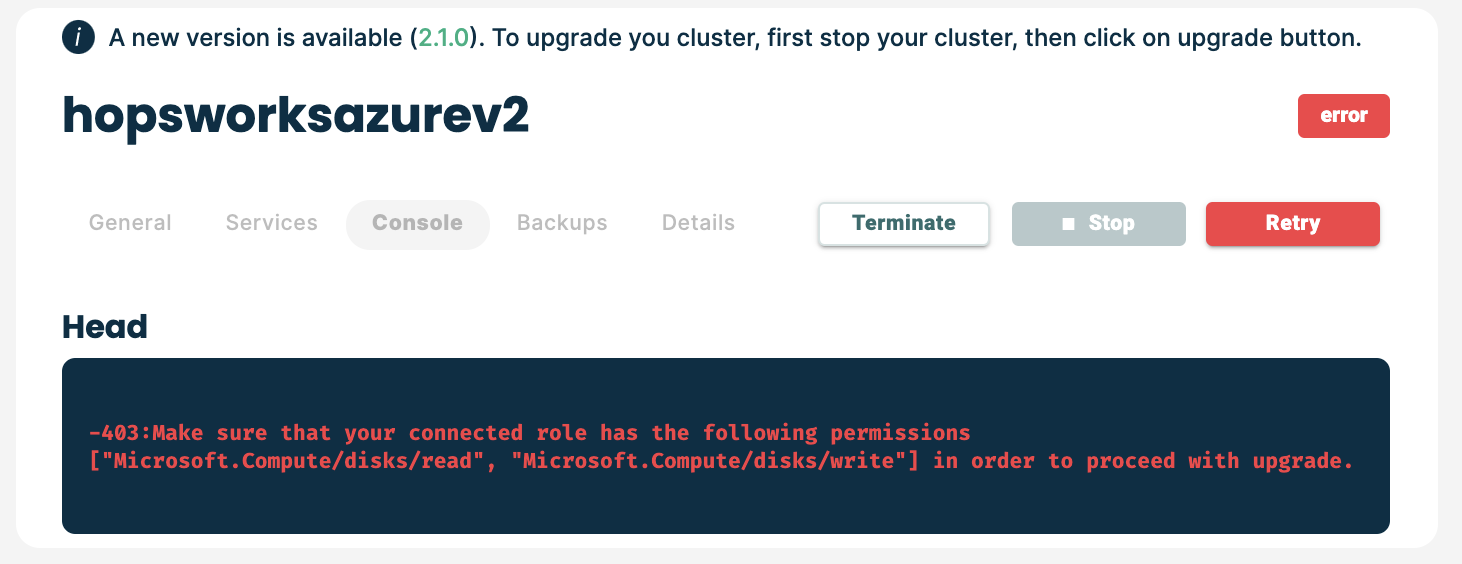 i A new version is available (2.1.0). To upgrade you cluster, first stop your cluster, then click on upgrade button.
hopsworksazurev2
error
General Services Console Backups Details Terminate Stop Retry
Head
-403:Make sure that your connected role has the following permissions
["Microsoft.Compute/disks/read", "Microsoft.Compute/disks/write"] in order to proceed with upgrade.